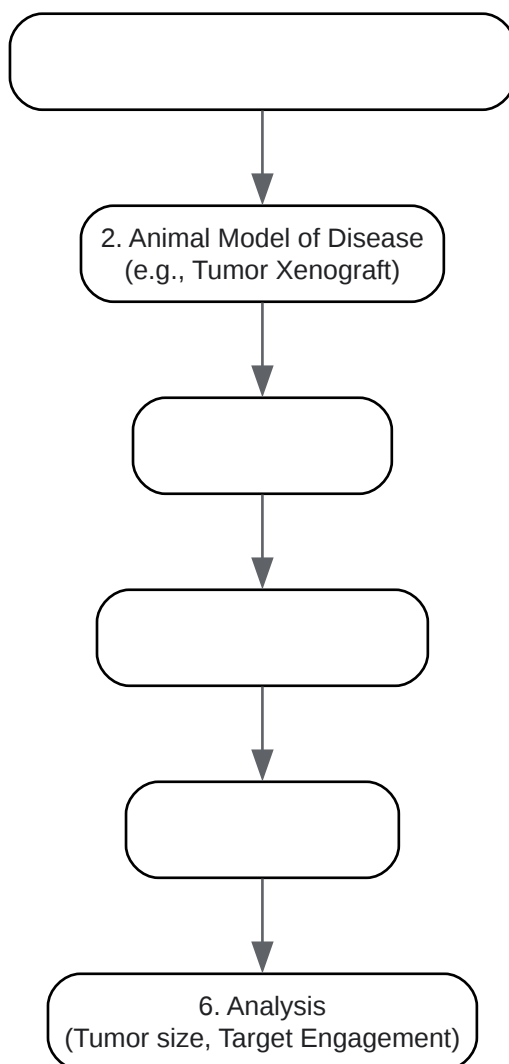 2. Animal Model of Disease
(e.g., Tumor Xenograft)
6. Analysis
(Tumor size, Target Engagement)